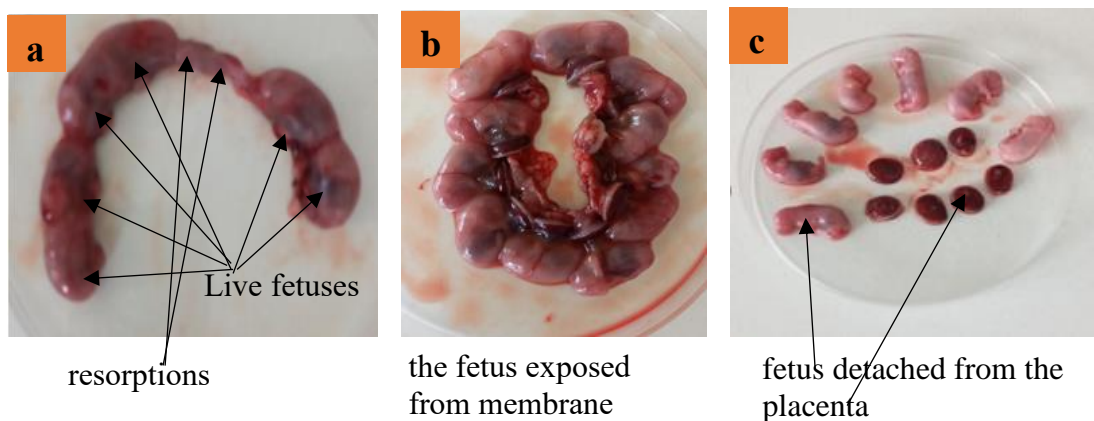 a
b
c
Live fetuses
resorptions
the fetus exposed
from membrane
fetus detached from the
placenta